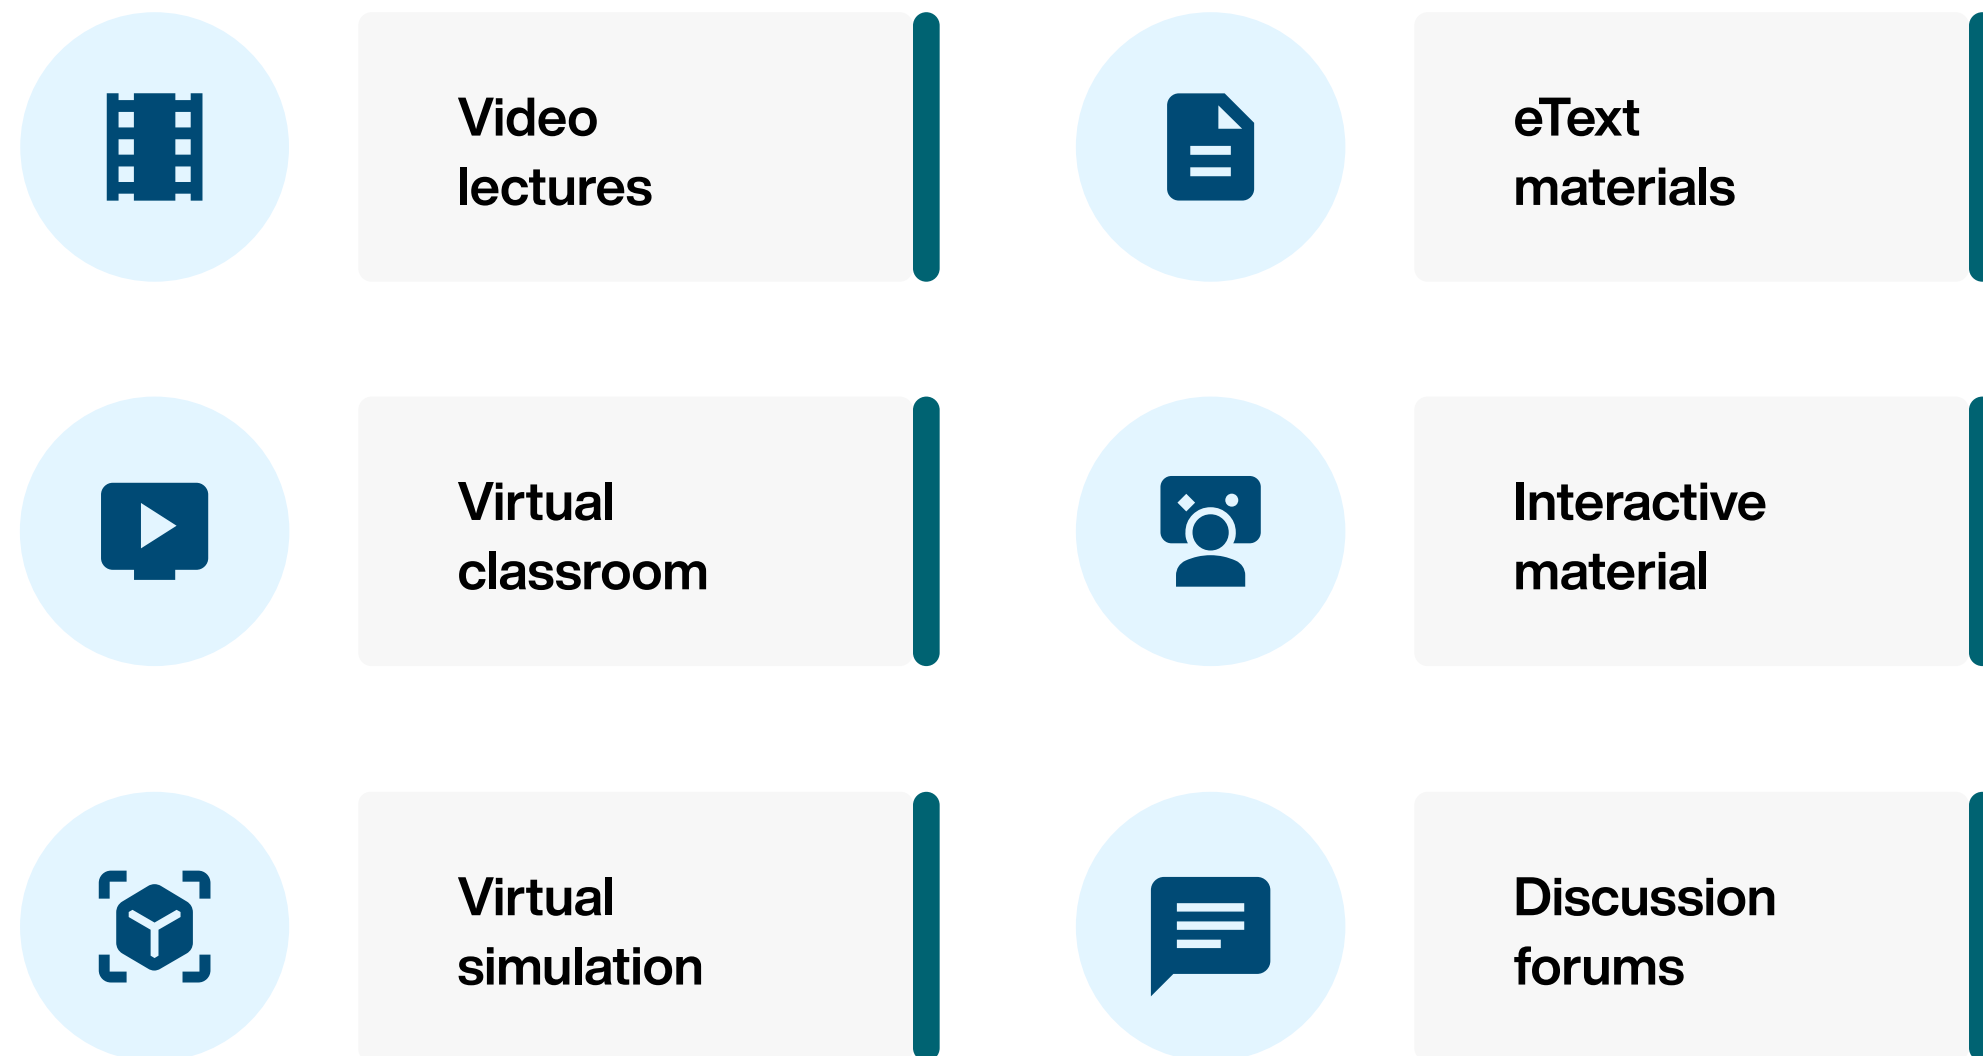 Video
lectures
eText
materials
Virtual
classroom
Interactive
material
Virtual
simulation
Discussion
forums